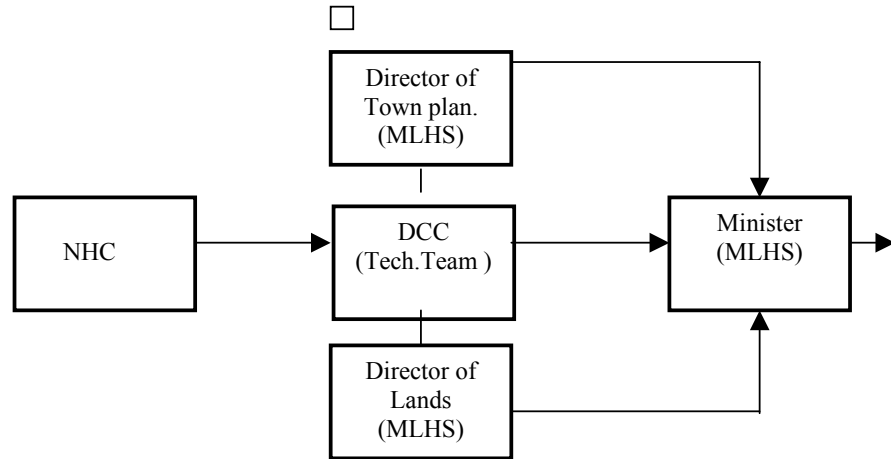 Director of
Town plan.
(MLHS)
NHC
DCC
(Tech.Team )
Minister
(MLHS)
Director of
Lands
(MLHS)